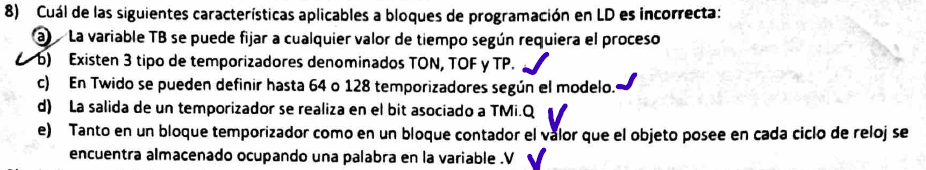 8) Cuál de las siguientes características aplicables a bloques de programación en LD es incorrecta:
a) La variable TB se puede fijar a cualquier valor de tiempo según requiera el proceso
b) Existen 3 tipo de temporizadores denominados TON, TOF y TP.
c) En Twido se pueden definir hasta 64 o 128 temporizadores según el modelo.
d) La salida de un temporizador se realiza en el bit asociado a TMi.Q
e) Tanto en un bloque temporizador como en un bloque contador el valor que el objeto posee en cada ciclo de reloj se
encuentra almacenado ocupando una palabra en la variable .V